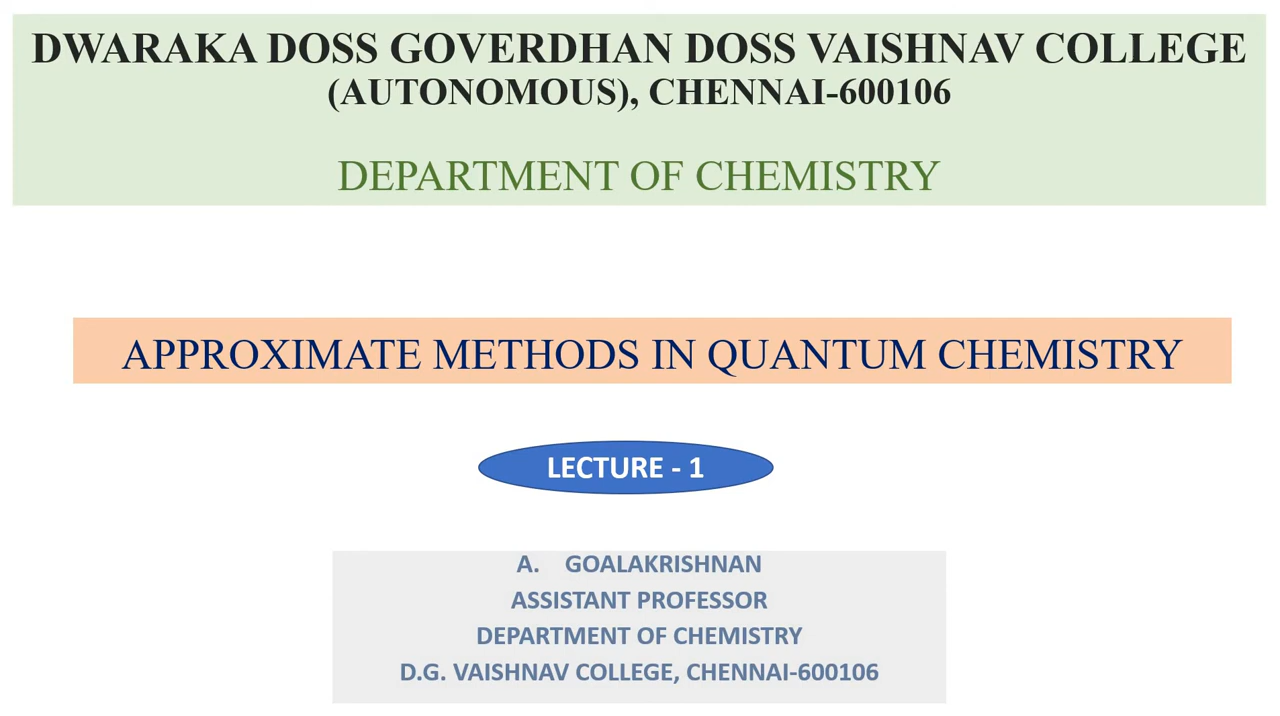 DWARAKA DOSS GOVERDHAN DOSS VAISHNAV COLLEGE
(AUTONOMOUS), CHENNAI-600106
DEPARTMENT OF CHEMISTRY
APPROXIMATE METHODS IN QUANTUM CHEMISTRY
LECTURE - 1
A. GOALAKRISHNAN
ASSISTANT PROFESSOR
DEPARTMENT OF CHEMISTRY
D.G. VAISHNAV COLLEGE, CHENNAI-600106